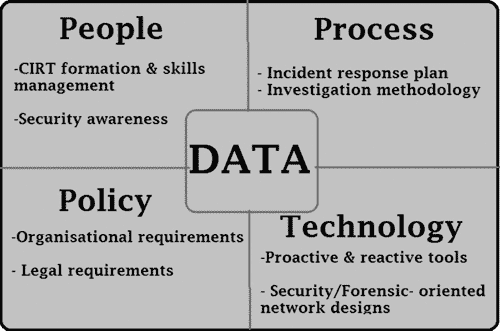 People
-CIRT formation & skills
management
-Security awareness
Process
- Incident response plan
- Investigation methodology
DATA
Policy
-Organisational requirements
- Legal requirements
Technology
-Proactive & reactive tools
- Security/Forensic- oriented
network designs